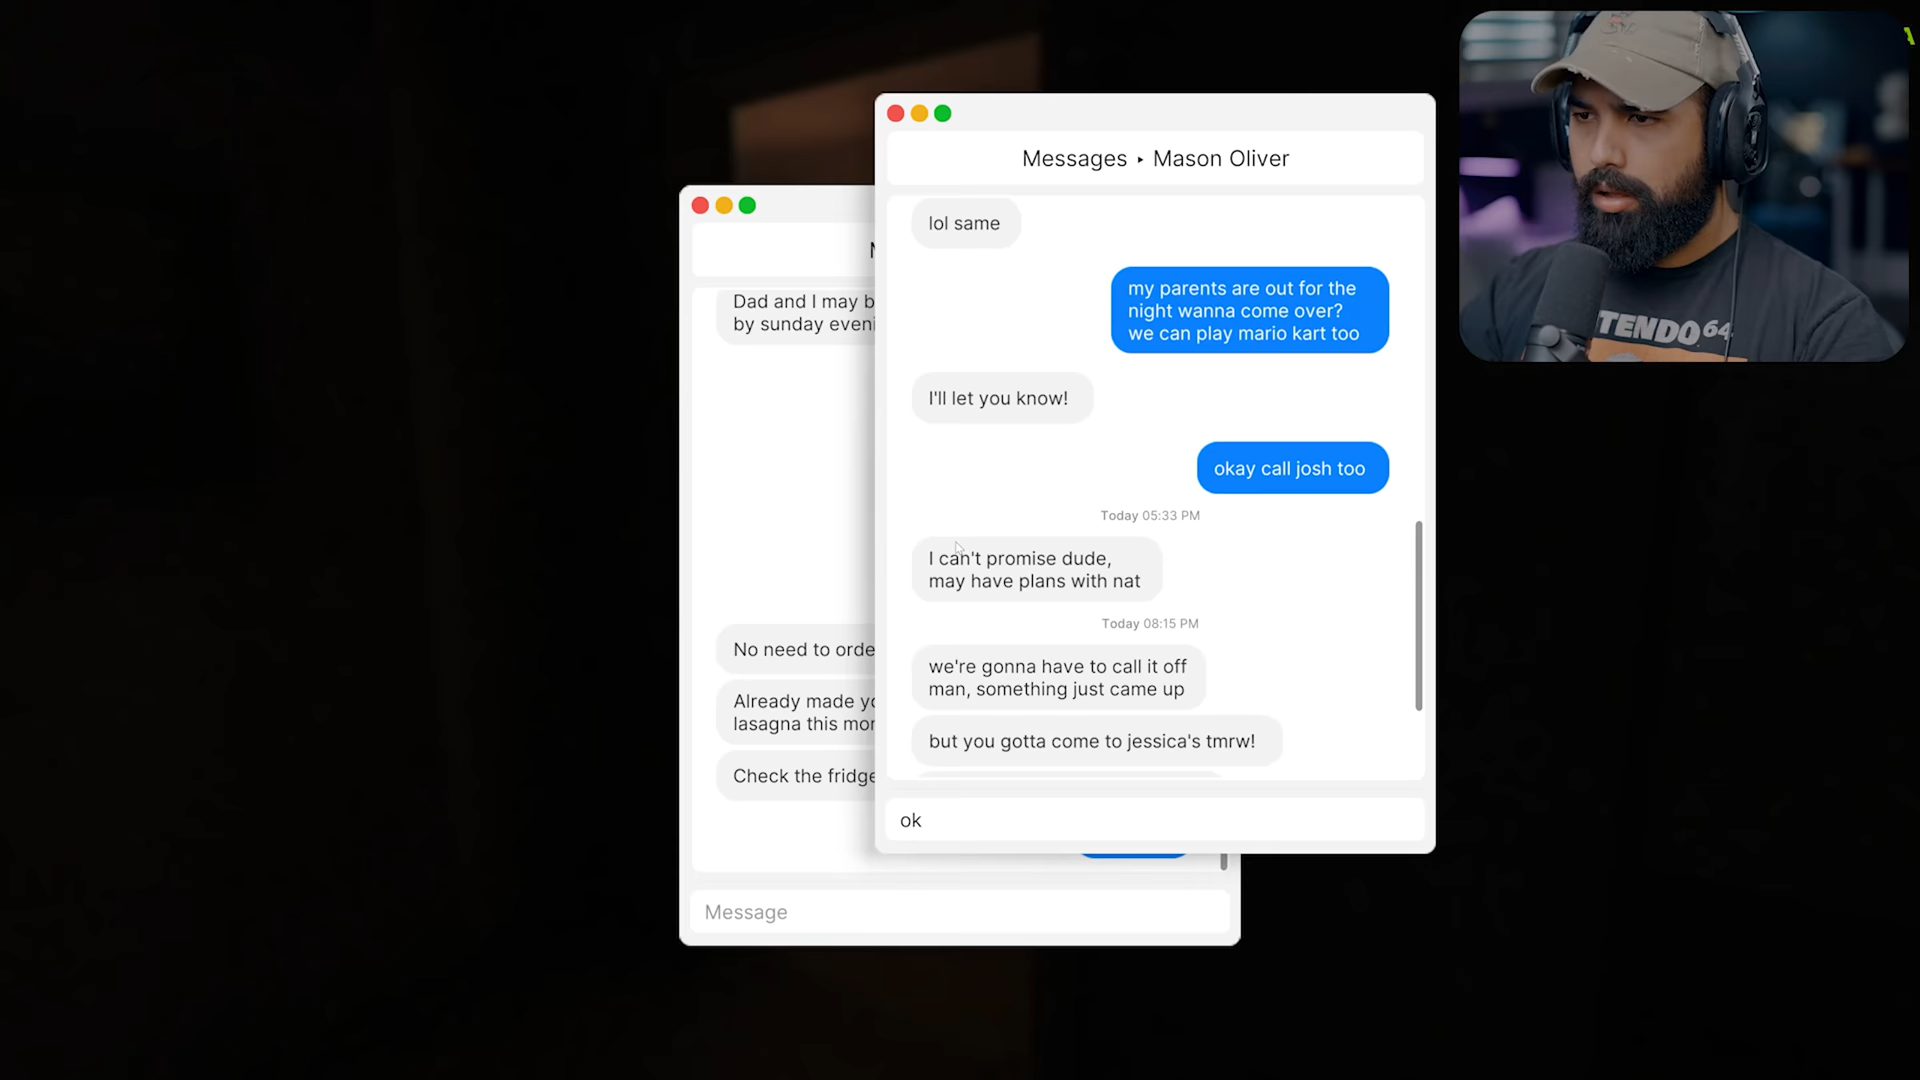 Messages ▸ Mason Oliver
lol same
my parents are out for the
night wanna come over?
we can play mario kart too
I'll let you know!
okay call josh too
Today 05:33 PM
I can't promise dude,
may have plans with nat
Today 08:15 PM
we're gonna have to call it off
man, something just came up
but you gotta come to jessica's tmrw!
ok
Dad and I may b
by sunday eveni
No need to orde
Already made yo
lasagna this mor
Check the fridge
Message
TENDO 64